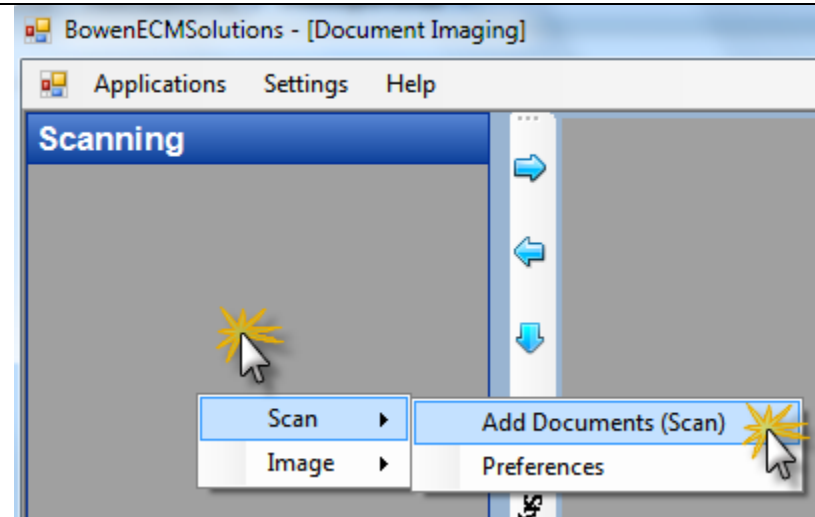 BowenECMSolutions - [Document Imaging]
Applications Settings Help
Scanning
Scan Add Documents (Scan)
Image Preferences